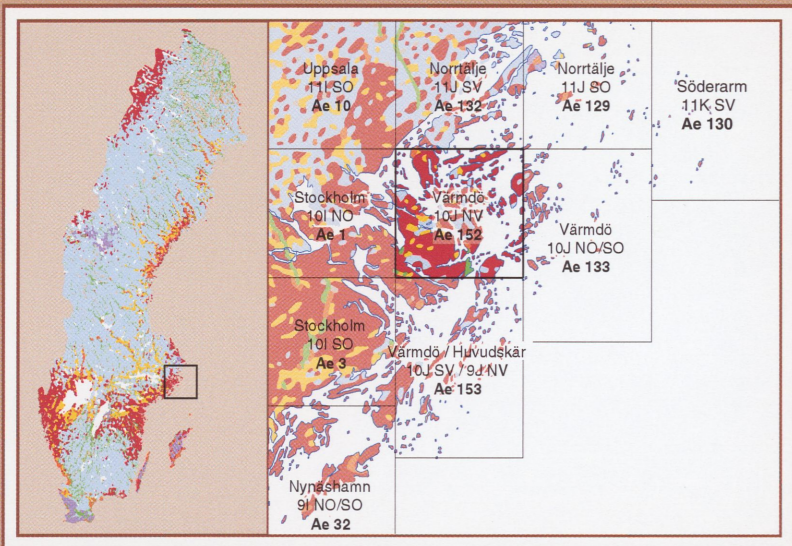 Uppsala
11I SO
Ae 10
Norrtälje
11J SV
Ae 132
Norrtälje
11J SO
Ae 129
Söderarm
11K SV
Ae 130
Stockholm
10I NO
Ae 1
Värmdö
10J NV
Ae 152
Värmdö
10J NO/SO
Ae 133
Stockholm
10I SO
Ae 3
Värmdö / Huvudskär
10J SV / 9J NV
Ae 153
Nynäshamn
9I NO/SO
Ae 32